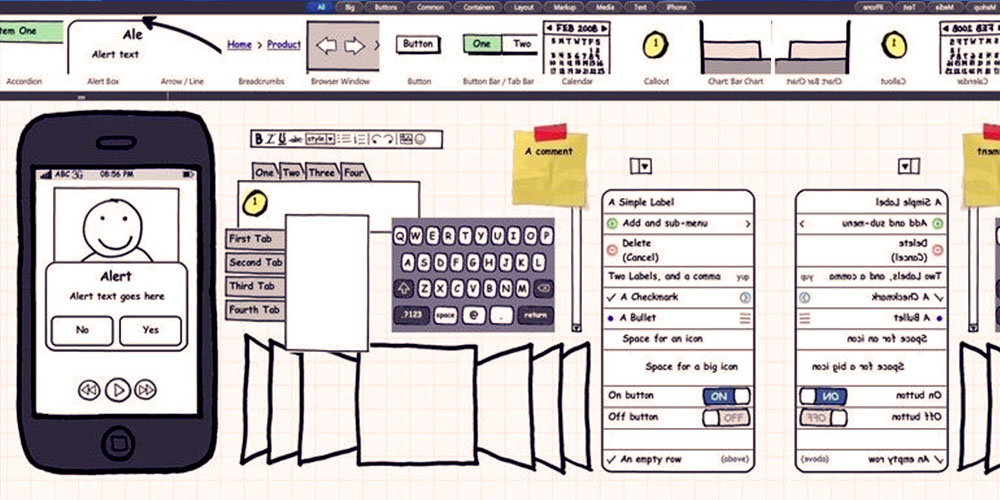 All Big Buttons Common Containers Layout Markup Media Text iPhone
iPhone Text Media Markup
tem One
Ale
Alert text
Home > Product
Button
One Two
FEB 2008
S M T W T F S
1
1
FEB 2008
Accordion
Alert Box
Arrow / Line
Breadcrumbs
Browser Window
Button
Button Bar / Tab Bar
Calendar
Callout
Chart Bar Chart
Chart Bar Chart
Callout
Calendar
ABC 3G 08:56 PM
Alert
Alert text goes here
No Yes
B I U abc style
One Two Three Four
1
First Tab
Second Tab
Third Tab
Fourth Tab
Q W E R T Y U I O P
A S D F G H J K L
Z X C V B N M
.?123 space @ . return
A comment
A Simple Label
Add and sub-menu >
Delete
(Cancel)
Two Labels, and a comma yup
✓ A Checkmark
• A Bullet
Space for an icon
Space for a big icon
On button ON
Off button OFF
✓ An empty row (above)
A Simple Label
Add and sub-menu >
Delete
(Cancel)
Two Labels, and a comma yup
✓ A Checkmark
• A Bullet
Space for an icon
Space for a big icon
On button ON
Off button OFF
✓ An empty row (above)
mment